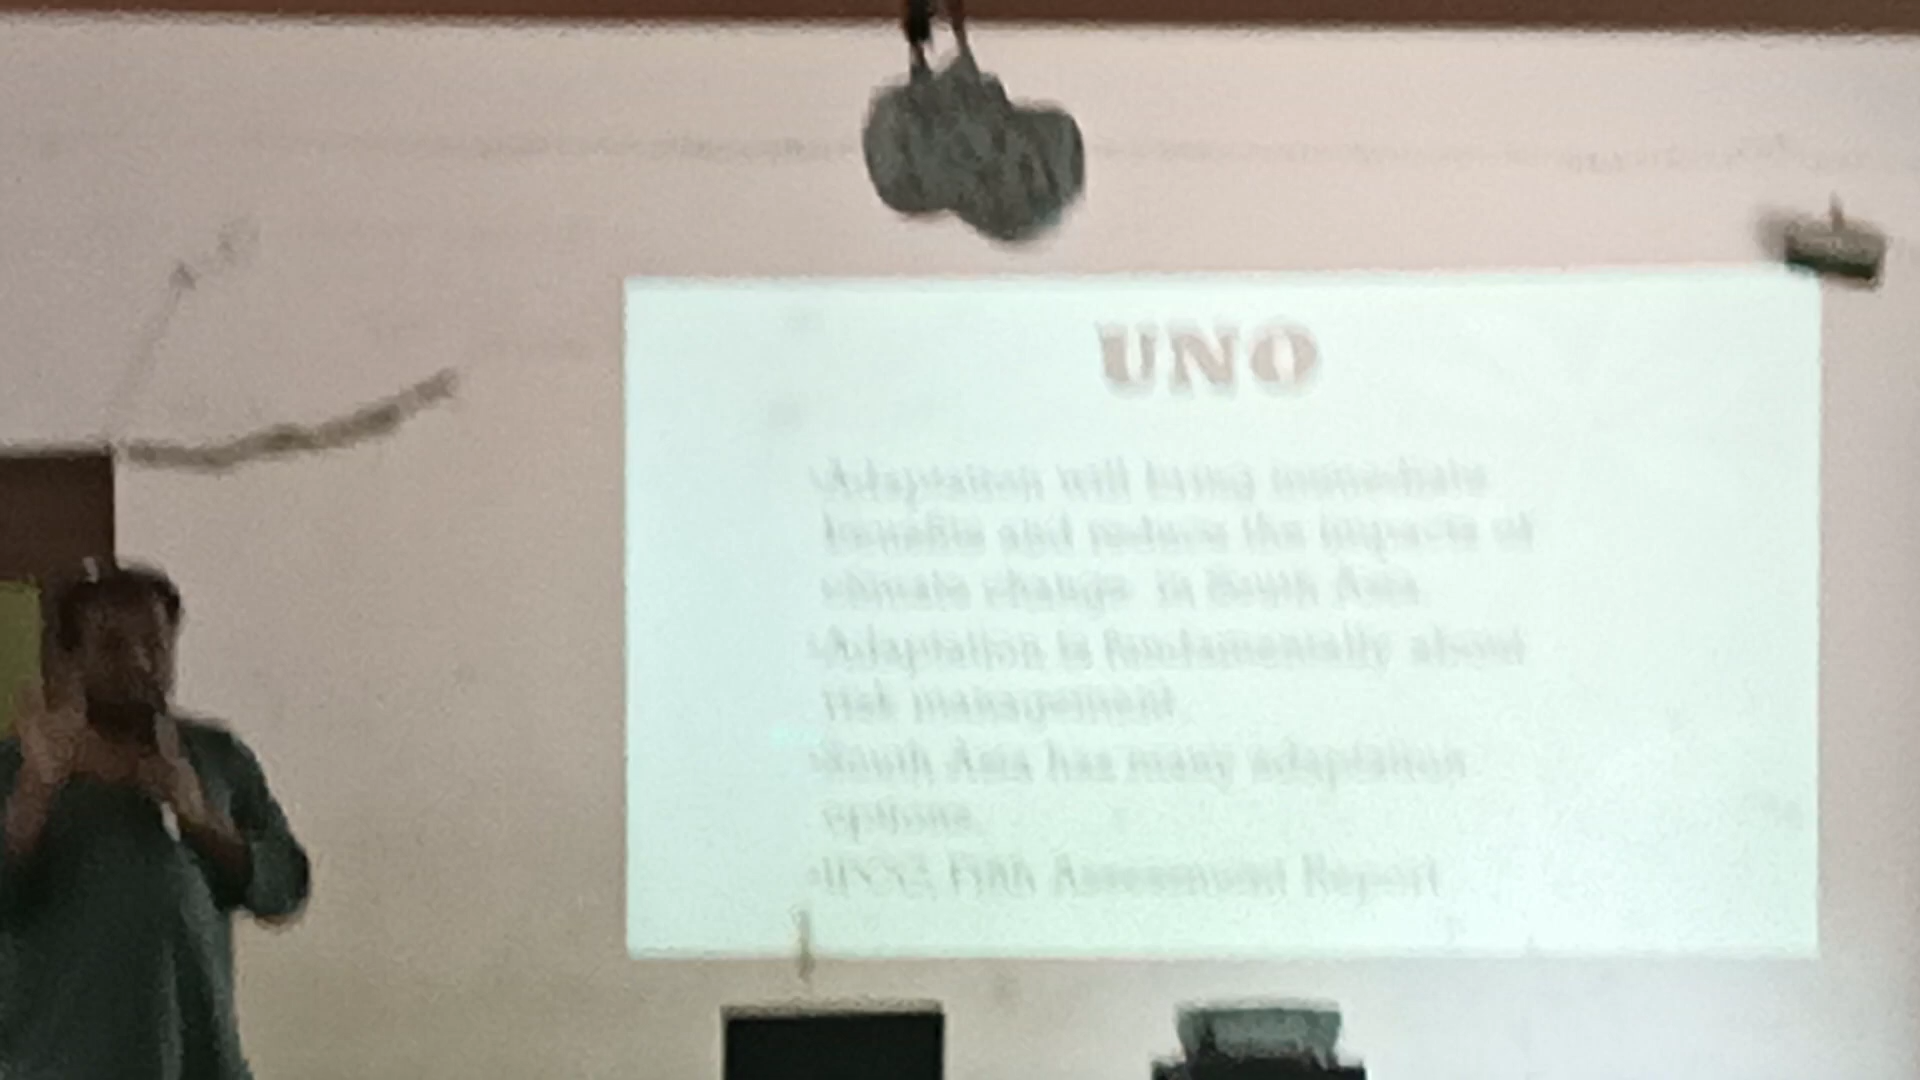 UNO
Adaptation will bring immediate
benefits and reduce the impacts of
climate change in South Asia
Adaptation is fundamentally about
risk management
South Asia has many adaptation
options
Fifth Assessment Report